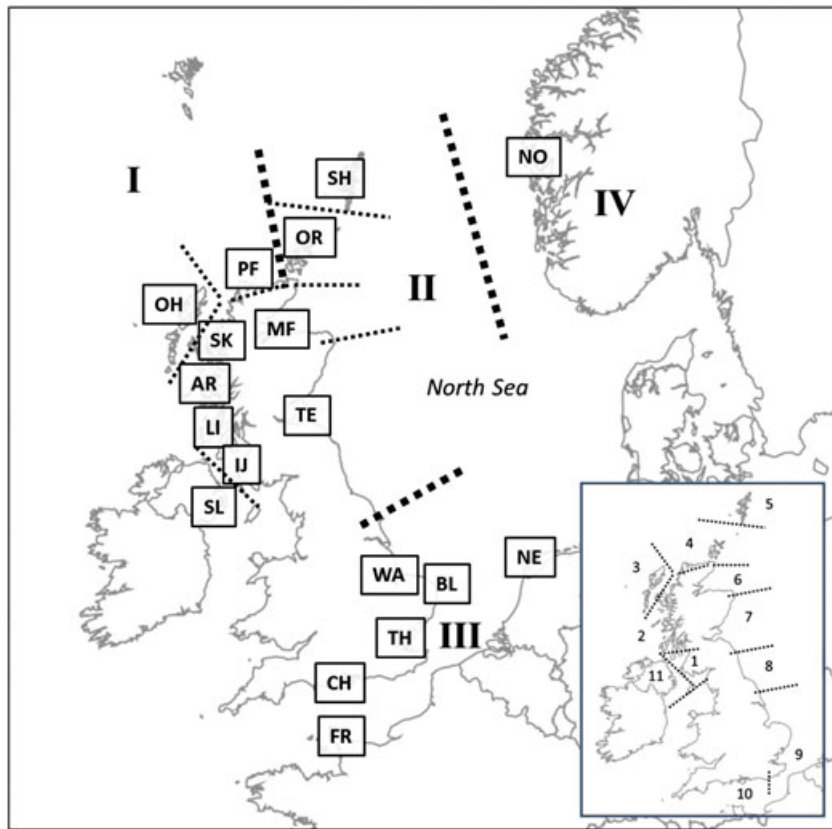 I
SH
NO
IV
OR
PF
II
OH
MF
SK
AR
North Sea
TE
LI
IJ
SL
NE
WA
BL
TH
III
CH
FR
5
4
3
6
7
2
1
8
11
9
10